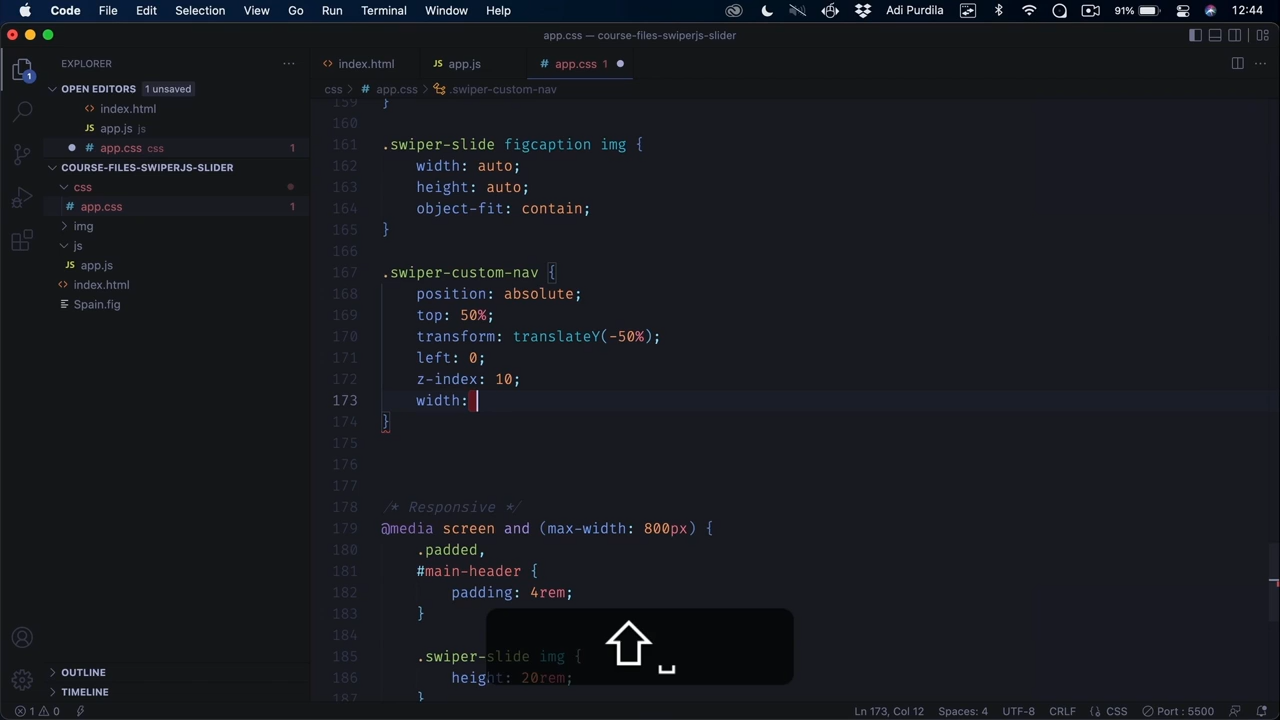 Code File Edit Selection View Go Run Terminal Window Help Adi Purdila 91% 12:44
app.css — course-files-swiperjs-slider
EXPLORER
OPEN EDITORS 1 unsaved
<> index.html
app.js js
# app.css css 1
COURSE-FILES-SWIPERJS-SLIDER
css
# app.css 1
img
js
JS app.js
<> index.html
Spain.fig
OUTLINE
TIMELINE
<> index.html JS app.js # app.css 1
css > # app.css > .swiper-custom-nav
159 }
160
161 .swiper-slide figcaption img {
162 width: auto;
163 height: auto;
164 object-fit: contain;
165 }
166
167 .swiper-custom-nav {
168 position: absolute;
169 top: 50%;
170 transform: translateY(-50%);
171 left: 0;
172 z-index: 10;
173 width:
174 }
175
176
177
178 /* Responsive */
179 @media screen and (max-width: 800px) {
180 .padded,
181 #main-header {
182 padding: 4rem;
183 }
184
185 .swiper-slide img {
186 height: 20rem;
187 }
1 0 Ln 173, Col 12 Spaces: 4 UTF-8 CRLF {} CSS Port : 5500